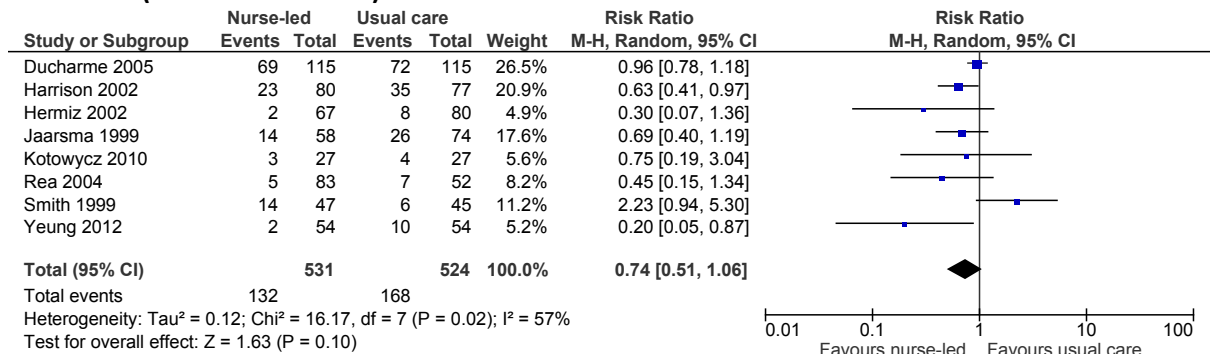 Nurse-led Usual care Risk Ratio Risk Ratio
Study or Subgroup Events Total Events Total Weight M-H, Random, 95% CI M-H, Random, 95% CI
Ducharme 2005 69 115 72 115 26.5% 0.96 [0.78, 1.18]
Harrison 2002 23 80 35 77 20.9% 0.63 [0.41, 0.97]
Hermiz 2002 2 67 8 80 4.9% 0.30 [0.07, 1.36]
Jaarsma 1999 14 58 26 74 17.6% 0.69 [0.40, 1.19]
Kotowycz 2010 3 27 4 27 5.6% 0.75 [0.19, 3.04]
Rea 2004 5 83 7 52 8.2% 0.45 [0.15, 1.34]
Smith 1999 14 47 6 45 11.2% 2.23 [0.94, 5.30]
Yeung 2012 2 54 10 54 5.2% 0.20 [0.05, 0.87]
Total (95% CI) 531 524 100.0% 0.74 [0.51, 1.06]
Total events 132 168
Heterogeneity: Tau² = 0.12; Chi² = 16.17, df = 7 (P = 0.02); I² = 57%
Test for overall effect: Z = 1.63 (P = 0.10)
0.01 0.1 1 10 100
Favours nurse-led Favours usual care